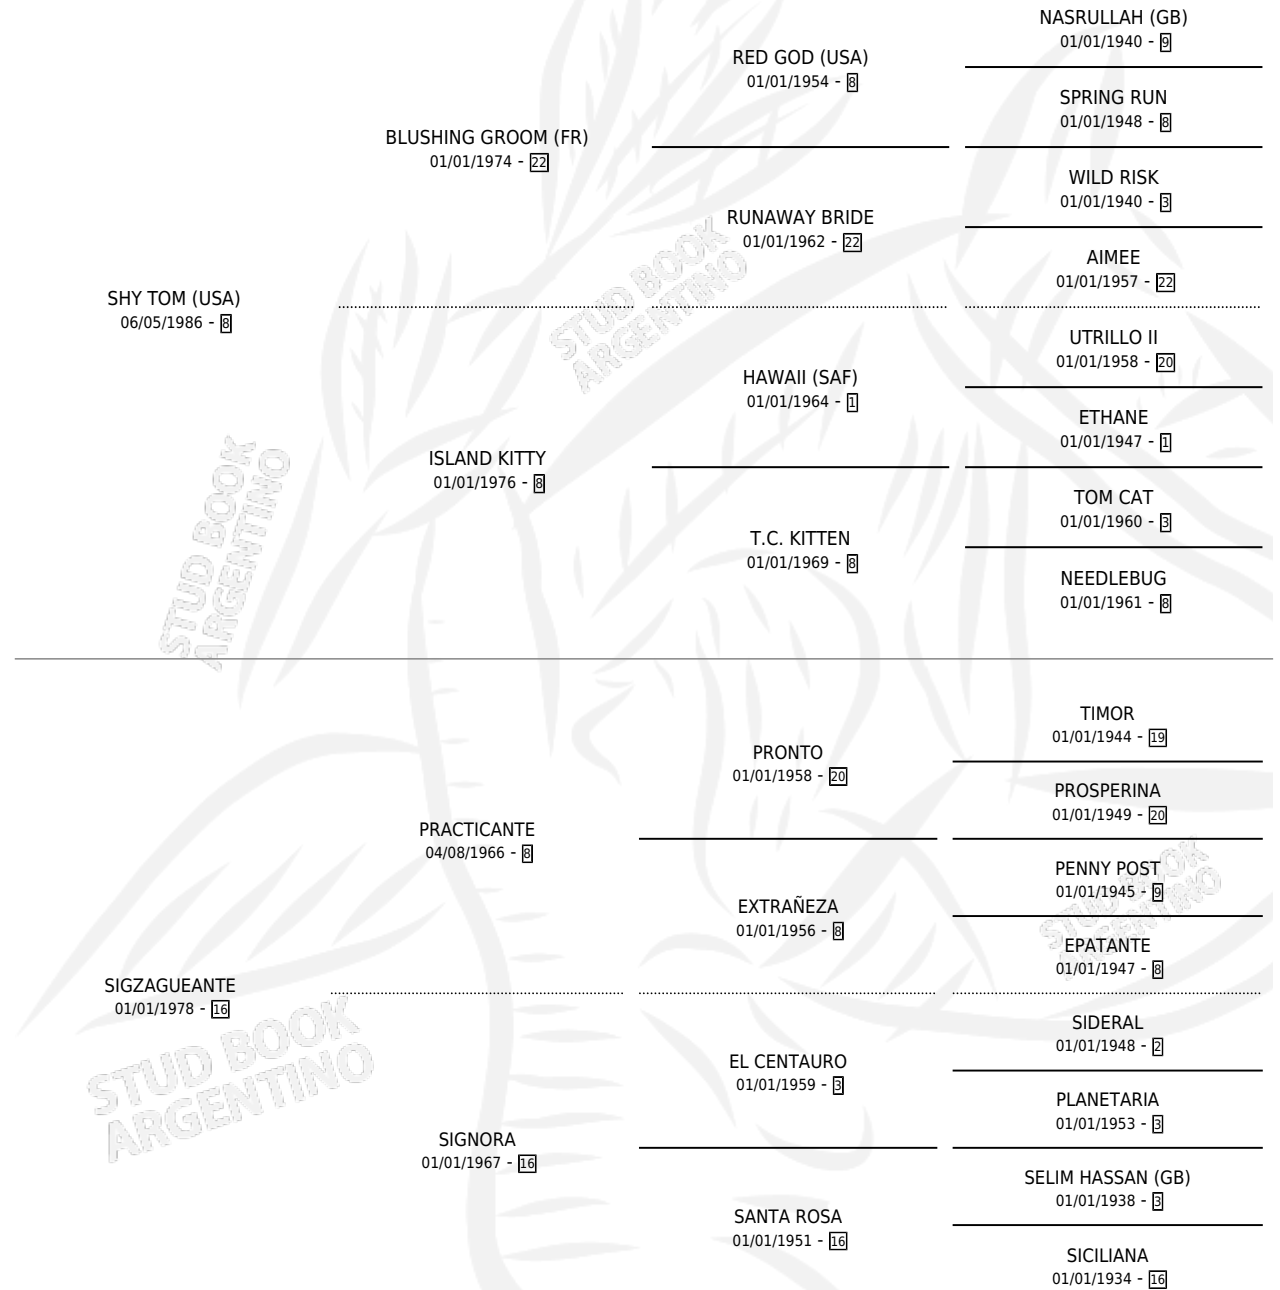 NASRULLAH (GB)
01/01/1940 - 9
RED GOD (USA)
01/01/1954 - 8
SPRING RUN
01/01/1948 - 8
BLUSHING GROOM (FR)
01/01/1974 - 22
WILD RISK
01/01/1940 - 3
RUNAWAY BRIDE
01/01/1962 - 22
AIMEE
01/01/1957 - 22
SHY TOM (USA)
06/05/1986 - 8
UTRILLO II
01/01/1958 - 20
HAWAII (SAF)
01/01/1964 - 1
ETHANE
01/01/1947 - 1
ISLAND KITTY
01/01/1976 - 8
TOM CAT
01/01/1960 - 3
T.C. KITTEN
01/01/1969 - 8
NEEDLEBUG
01/01/1961 - 8
TIMOR
01/01/1944 - 19
PRONTO
01/01/1958 - 20
PROSPERINA
01/01/1949 - 20
PRACTICANTE
04/08/1966 - 8
PENNY POST
01/01/1945 - 9
EXTRAÑEZA
01/01/1956 - 8
EPATANTE
01/01/1947 - 8
SIGZAGUEANTE
01/01/1978 - 16
SIDERAL
01/01/1948 - 2
EL CENTAURO
01/01/1959 - 3
PLANETARIA
01/01/1953 - 3
SIGNORA
01/01/1967 - 16
SELIM HASSAN (GB)
01/01/1938 - 3
SANTA ROSA
01/01/1951 - 16
SICILIANA
01/01/1934 - 16
STUD BOOK
ARGENTINO
STUD BOOK
ARGENTINO
STUD BOOK
ARGENTINO
STUD BOOK
ARGENTINO